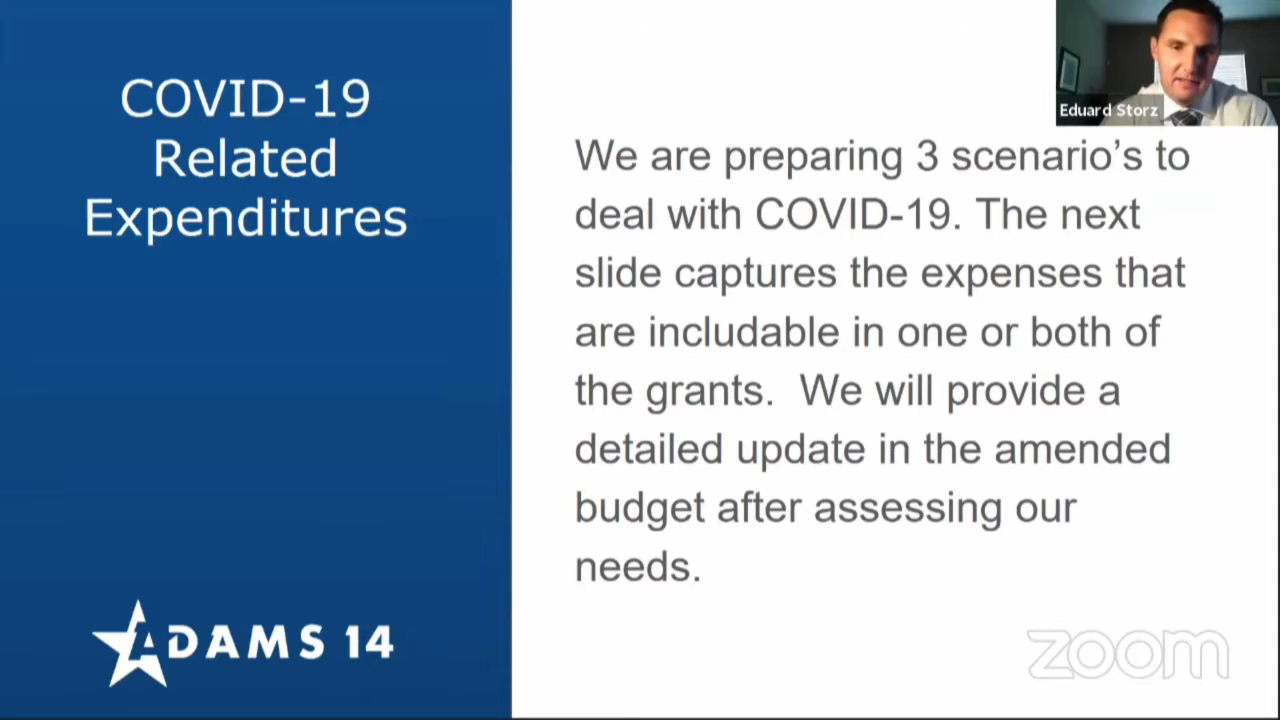 COVID-19
Related
Expenditures
Eduard Storz
We are preparing 3 scenario’s to
deal with COVID-19. The next
slide captures the expenses that
are includable in one or both of
the grants.  We will provide a
detailed update in the amended
budget after assessing our
needs.
ADAMS 14
zoom